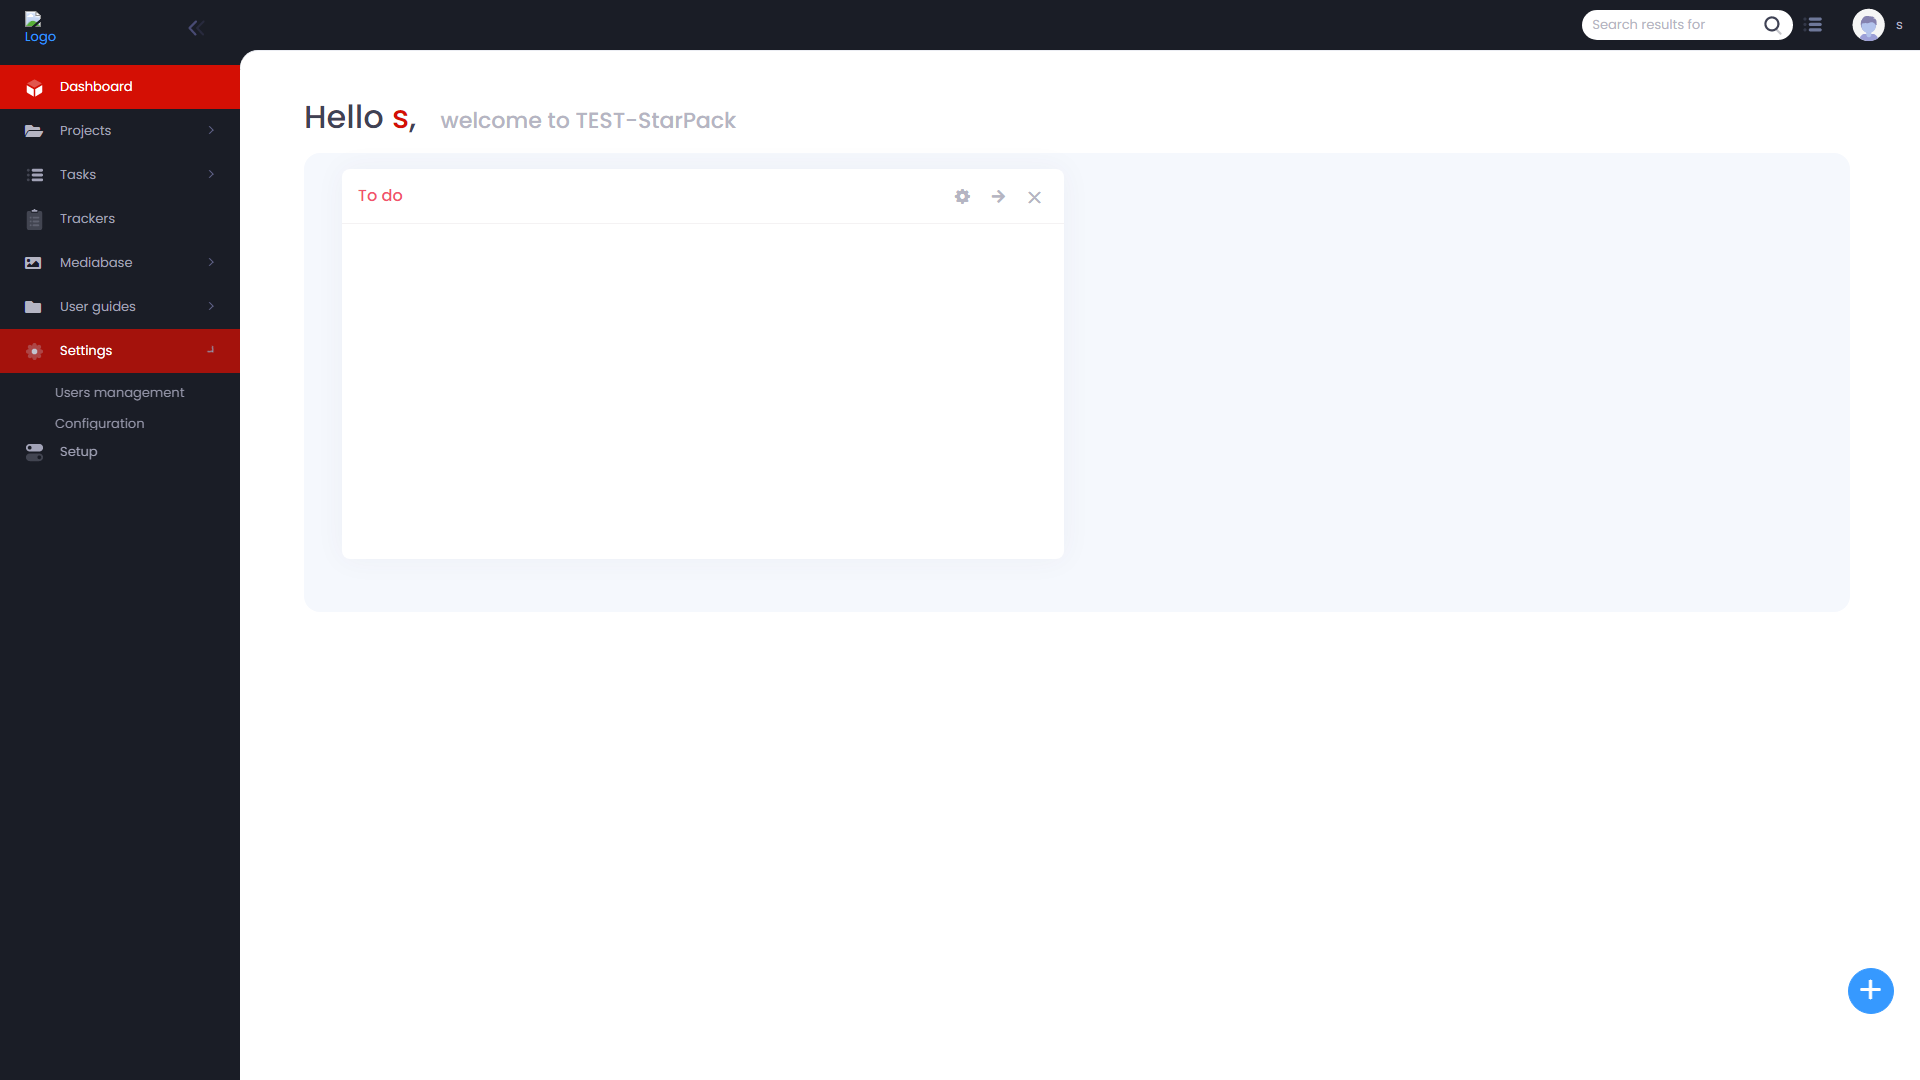 Logo
Search results for
s
Dashboard
Projects
Tasks
Trackers
Mediabase
User guides
Settings
Users management
Configuration
Setup
Hello s, welcome to TEST-StarPack
To do